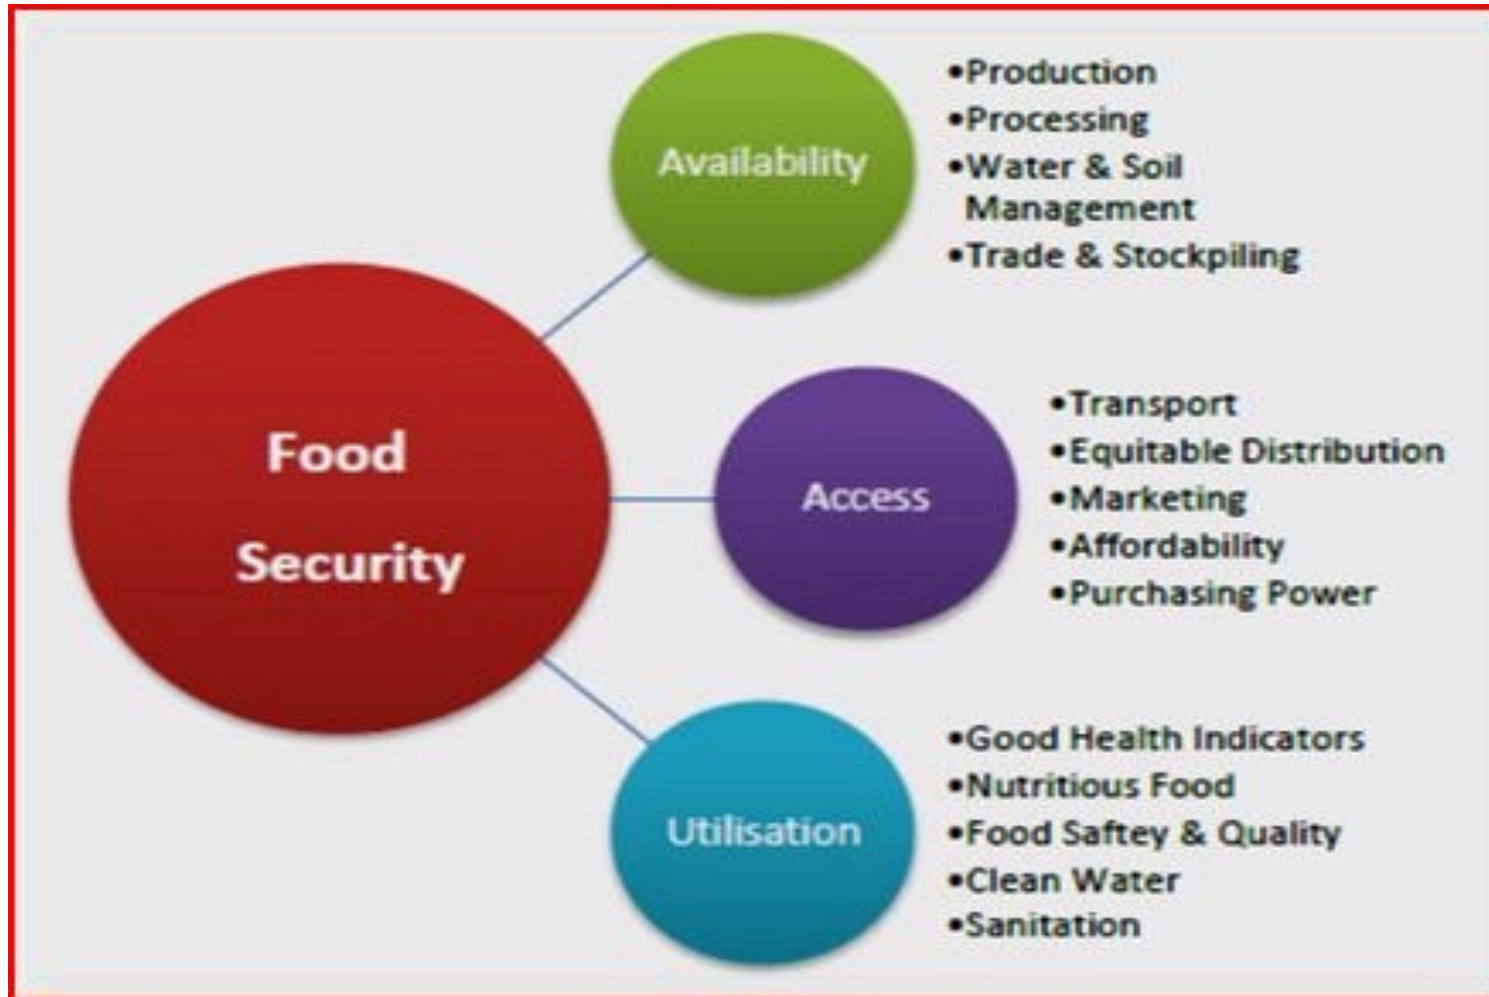 Food
Security
Availability
•Production
•Processing
•Water & Soil
Management
•Trade & Stockpiling
Access
•Transport
•Equitable Distribution
•Marketing
•Affordability
•Purchasing Power
Utilisation
•Good Health Indicators
•Nutritious Food
•Food Saftey & Quality
•Clean Water
•Sanitation